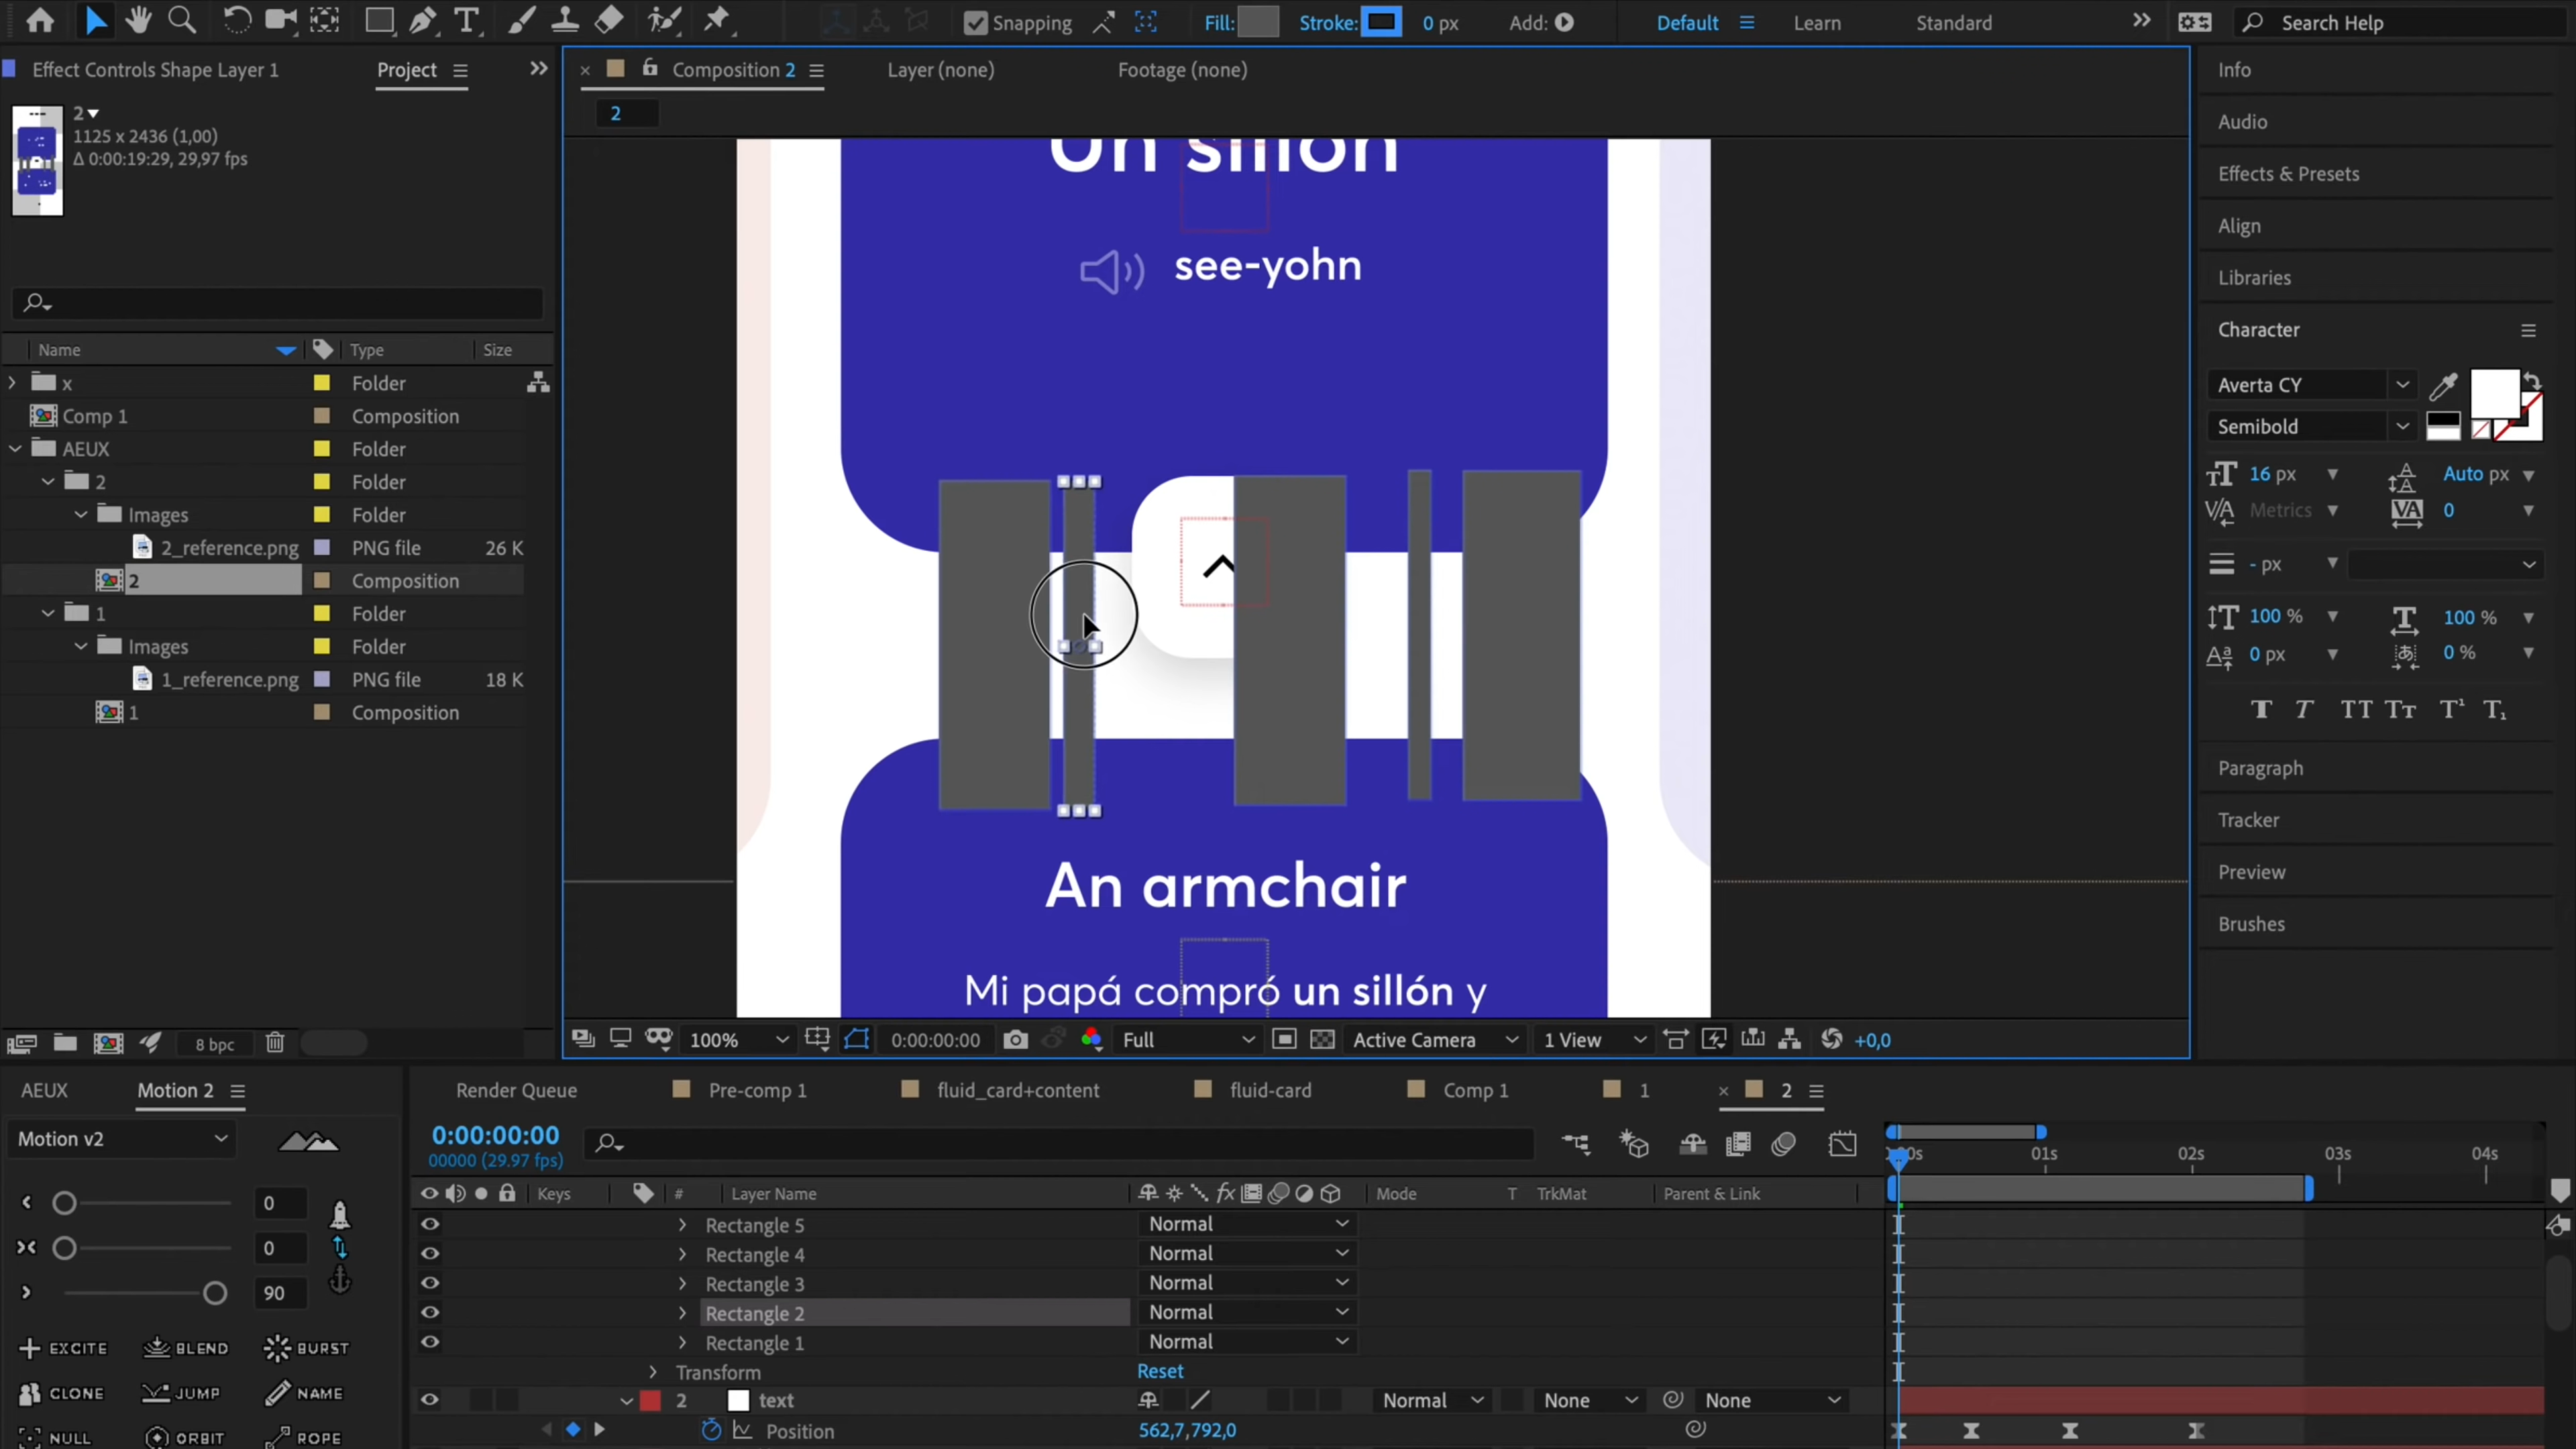 Snapping
Fill:
Stroke:
0 px
Add:
Default
Learn
Standard
Search Help
Effect Controls Shape Layer 1
Project
Composition 2
Layer (none)
Footage (none)
2
1125 x 2436 (1,00)
Δ 0:00:19:29, 29,97 fps
2
Name
Type
Size
x
Folder
Comp 1
Composition
AEUX
Folder
2
Folder
Images
Folder
2_reference.png
PNG file
26 K
2
Composition
1
Folder
Images
Folder
1_reference.png
PNG file
18 K
1
Composition
8 bpc
Un sillón
see-yohn
An armchair
Mi papá compró un sillón y
100%
0:00:00:00
Full
Active Camera
1 View
+0,0
Info
Audio
Effects & Presets
Align
Libraries
Character
Averta CY
Semibold
16 px
Auto px
Metrics
0
- px
100 %
100 %
0 px
0 %
T T TT Tт T¹ T₁
Paragraph
Tracker
Preview
Brushes
AEUX
Motion 2
Motion v2
0
0
90
EXCITE
BLEND
BURST
CLONE
JUMP
NAME
NULL
ORBIT
ROPE
Render Queue
Pre-comp 1
fluid_card+content
fluid-card
Comp 1
1
2
0:00:00:00
00000 (29.97 fps)
01s
02s
03s
04s
Keys
#
Layer Name
Mode
T
TrkMat
Parent & Link
Rectangle 5
Normal
Rectangle 4
Normal
Rectangle 3
Normal
Rectangle 2
Normal
Rectangle 1
Normal
Transform
Reset
2
text
Normal
None
None
Position
562,7,792,0